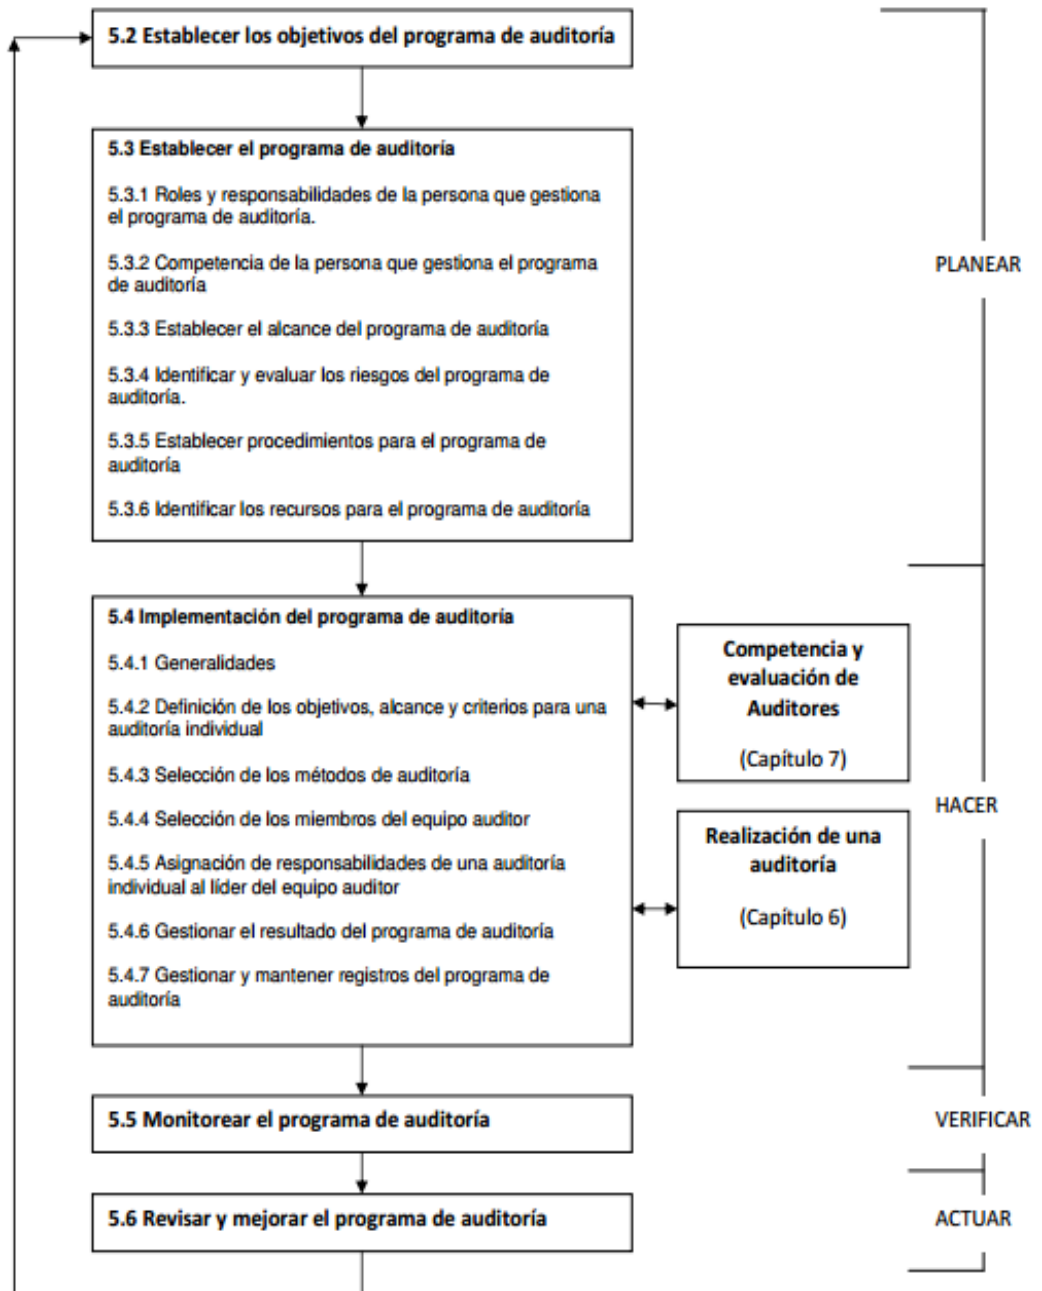 5.2 Establecer los objetivos del programa de auditoría
5.3 Establecer el programa de auditoría
5.3.1 Roles y responsabilidades de la persona que gestiona
el programa de auditoría.
5.3.2 Competencia de la persona que gestiona el programa
de auditoría
5.3.3 Establecer el alcance del programa de auditoría
5.3.4 Identificar y evaluar los riesgos del programa de
auditoría.
5.3.5 Establecer procedimientos para el programa de
auditoría
5.3.6 Identificar los recursos para el programa de auditoría
PLANEAR
5.4 Implementación del programa de auditoría
5.4.1 Generalidades
5.4.2 Definición de los objetivos, alcance y criterios para una
auditoría individual
5.4.3 Selección de los métodos de auditoría
5.4.4 Selección de los miembros del equipo auditor
5.4.5 Asignación de responsabilidades de una auditoría
individual al líder del equipo auditor
5.4.6 Gestionar el resultado del programa de auditoría
5.4.7 Gestionar y mantener registros del programa de
auditoría
Competencia y
evaluación de
Auditores
(Capítulo 7)
Realización de una
auditoría
(Capítulo 6)
HACER
5.5 Monitorear el programa de auditoría
VERIFICAR
5.6 Revisar y mejorar el programa de auditoría
ACTUAR